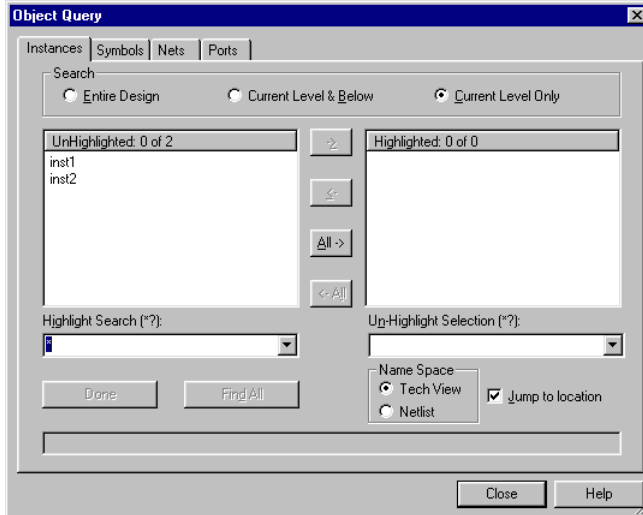 Object Query
Instances Symbols Nets Ports
Search
Entire Design Current Level & Below Current Level Only
UnHighlighted: 0 of 2
inst1
inst2
->
<-
All ->
<- All
Highlighted: 0 of 0
Highlight Search (*?):
*
Un-Highlight Selection (*?):
Done Find All
Name Space
Tech View
Netlist
Jump to location
Close Help